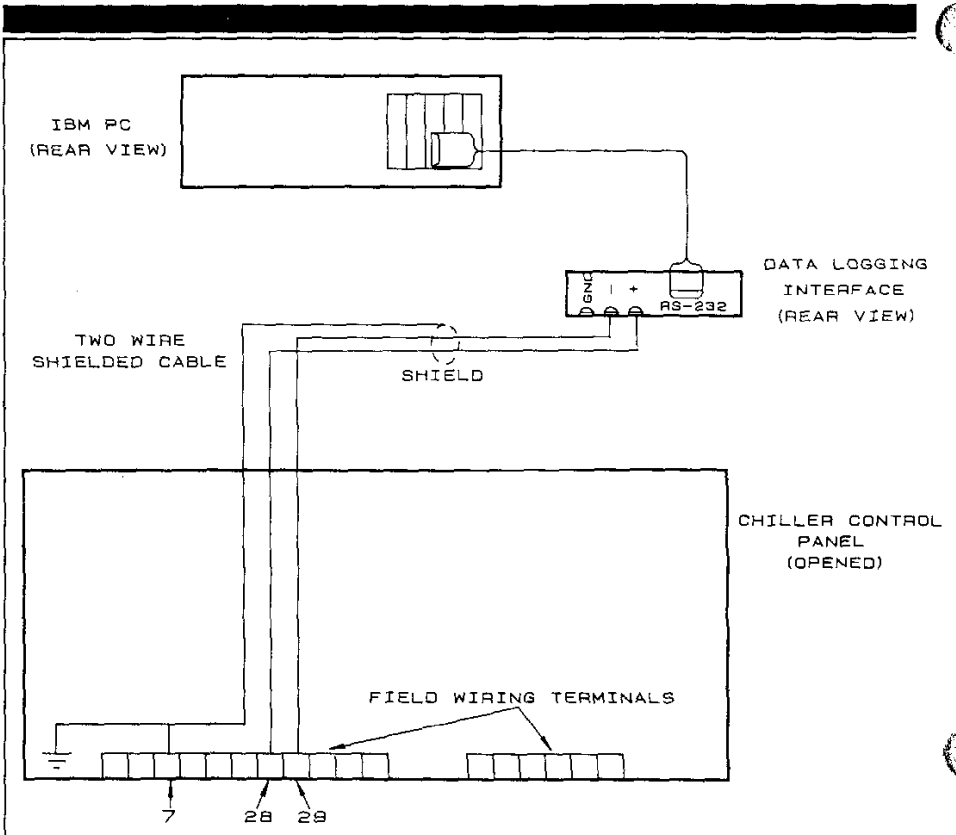 IBM PC
(REAR VIEW)
DATA LOGGING
INTERFACE
(REAR VIEW)
GND
|
+
RS-232
TWO WIRE
SHIELDED CABLE
SHIELD
CHILLER CONTROL
PANEL
(OPENED)
FIELD WIRING TERMINALS
7
28
29